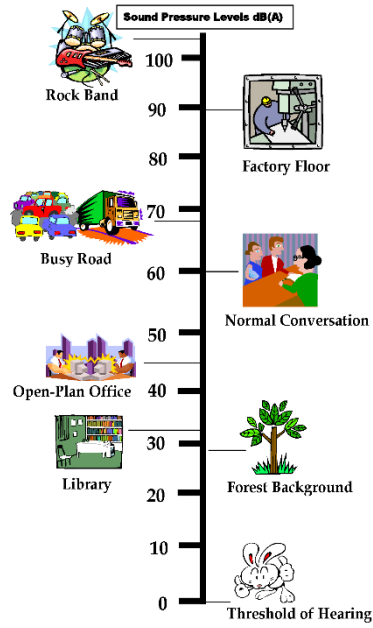 Sound Pressure Levels dB(A)
100
Rock Band
90
Factory Floor
80
70
Busy Road
60
Normal Conversation
50
Open-Plan Office
40
30
Library
Forest Background
20
10
0
Threshold of Hearing